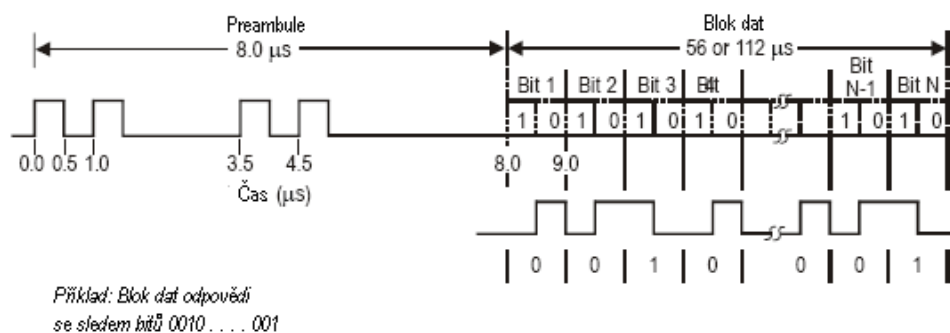 Preambule
8.0 µs
Blok dat
56 or 112 µs
Bit 1 Bit 2 Bit 3 Bit 4 Bit N-1 Bit N
1 0 1 0 1 0 1 0 1 0 1 0
0.0 0.5 1.0 3.5 4.5 8.0 9.0
Čas (µs)
0 0 1 0 0 0 1
Příklad: Blok dat odpovědí
se sledem bitů 0010 . . . . 001